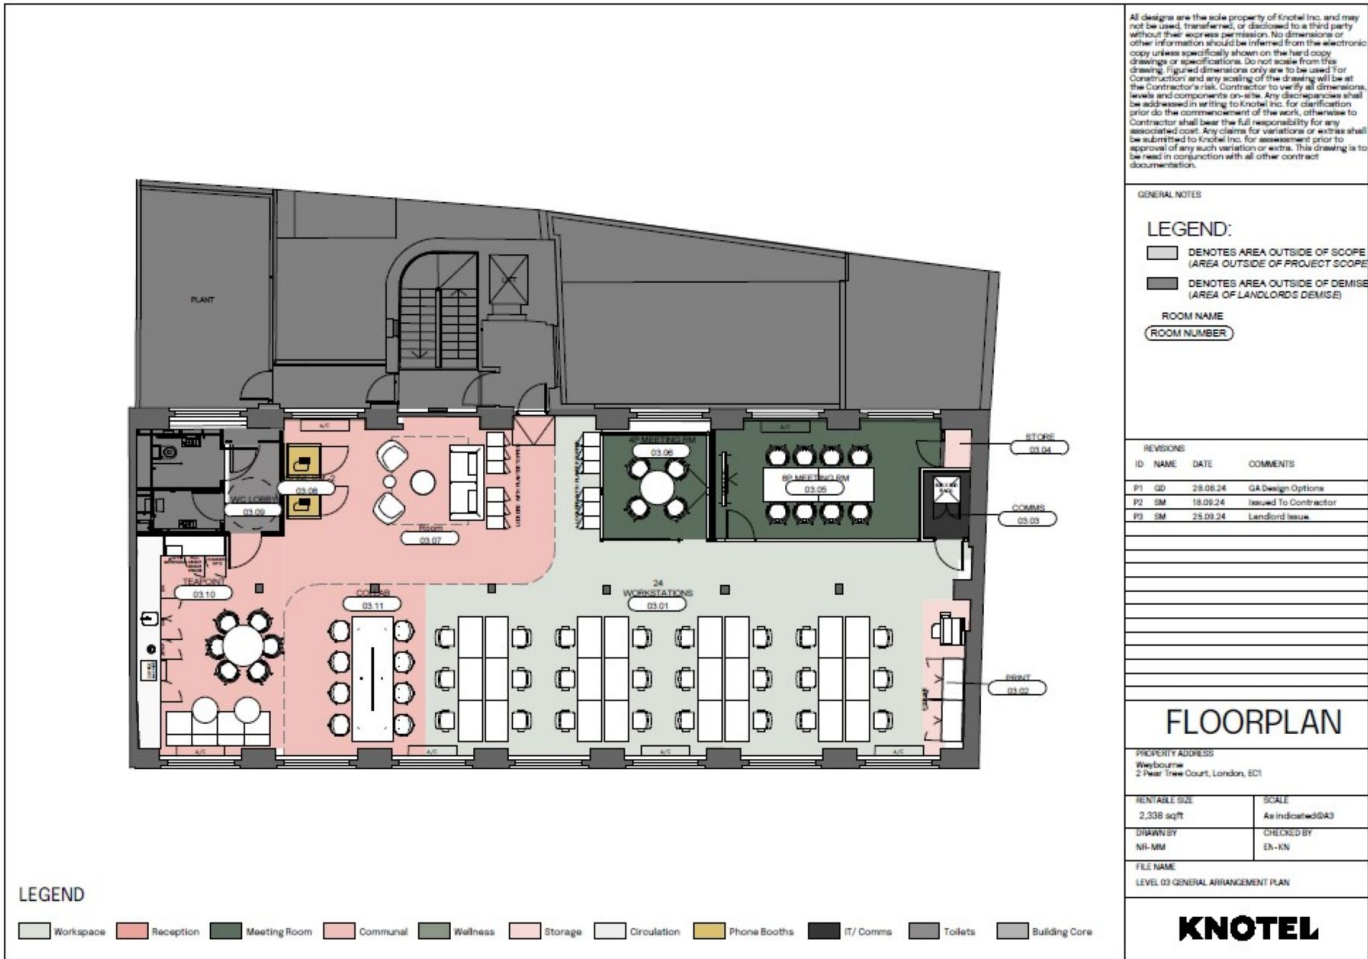 All designs are the sole property of Knotel Inc. and may
not be used, transferred, or disclosed to a third party
without their express permission. No dimensions or
other information should be inferred from the electronic
copy unless specifically shown on the hard copy
drawings or specifications. Do not scale from this
drawing. Figured dimensions only are to be used 'For
Construction' and any scaling of the drawing will be at
the Contractor's risk. Contractor to verify all dimensions,
levels and components on-site. Any discrepancies shall
be addressed in writing to Knotel Inc. for clarification
prior do the commencement of the work, otherwise to
Contractor shall bear the full responsibility for any
associated cost. Any claims for variations or extras shall
be submitted to Knotel Inc. for assessment prior to
approval of any such variation or extra. This drawing is to
be read in conjunction with all other contract
documentation.
GENERAL NOTES
LEGEND:
DENOTES AREA OUTSIDE OF SCOPE
(AREA OUTSIDE OF PROJECT SCOPE
DENOTES AREA OUTSIDE OF DEMISE
(AREA OF LANDLORDS DEMISE)
ROOM NAME
ROOM NUMBER
REVISIONS
ID NAME DATE COMMENTS
P1 GD 28.08.24 GA Design Options
P2 SM 18.09.24 Issued To Contractor
P3 SM 25.09.24 Landlord Issue.
FLOORPLAN
PROPERTY ADDRESS
Weybourne
2 Pear Tree Court, London, EC1
RENTABLE SIZE
2,338 sqft
SCALE
As indicated@A3
DRAWN BY
NR-MM
CHECKED BY
EN-KN
FILE NAME
LEVEL 03 GENERAL ARRANGEMENT PLAN
KNOTEL
PLANT
LIFT
A/C
A/C
STORE
03.04
4P MEETING RM
03.06
8P MEETING RM
03.05
03.08
WC LOBBY
03.09
COMMS
03.03
Room
03.07
TEAPOINT
03.10
COLLAB
03.11
24
WORKSTATIONS
03.01
PRINT
03.02
A/C
A/C
A/C
A/C
LEGEND
Workspace
Reception
Meeting Room
Communal
Wellness
Storage
Circulation
Phone Booths
IT/ Comms
Toilets
Building Core